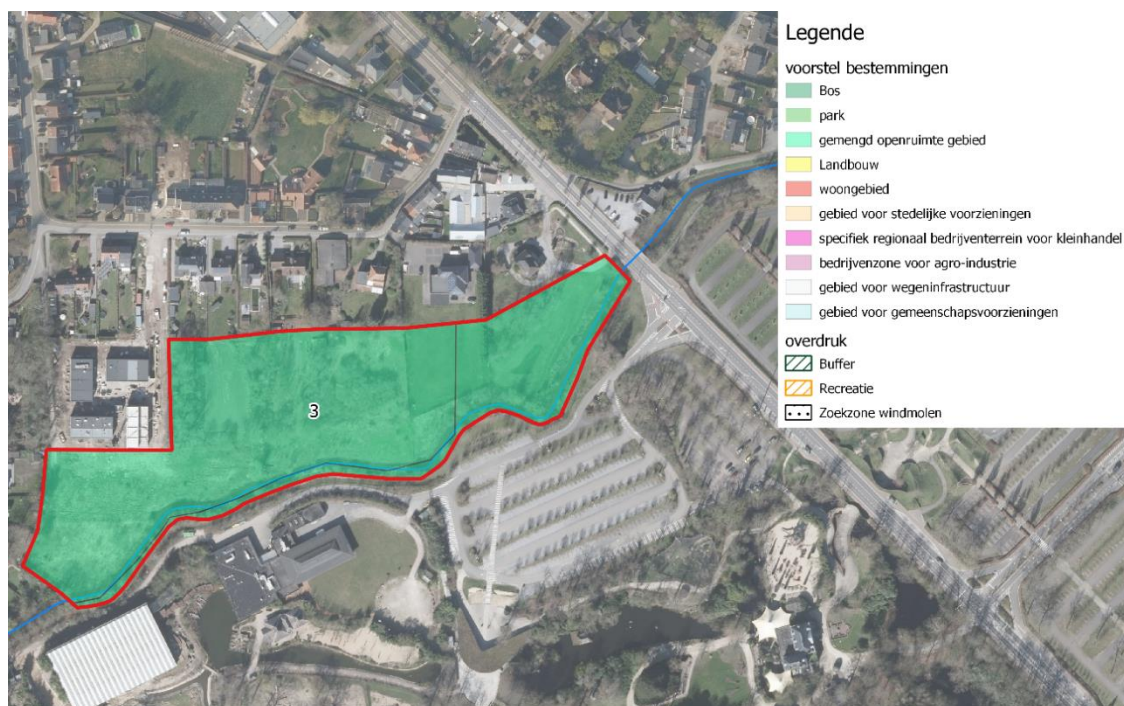 Legende
voorstel bestemmingen
Bos
park
gemengd openruimte gebied
Landbouw
woongebied
gebied voor stedelijke voorzieningen
specifiek regionaal bedrijventerrein voor kleinhandel
bedrijvenzone voor agro-industrie
gebied voor wegeninfrastructuur
gebied voor gemeenschapsvoorzieningen
overdruk
Buffer
Recreatie
Zoekzone windmolen
3